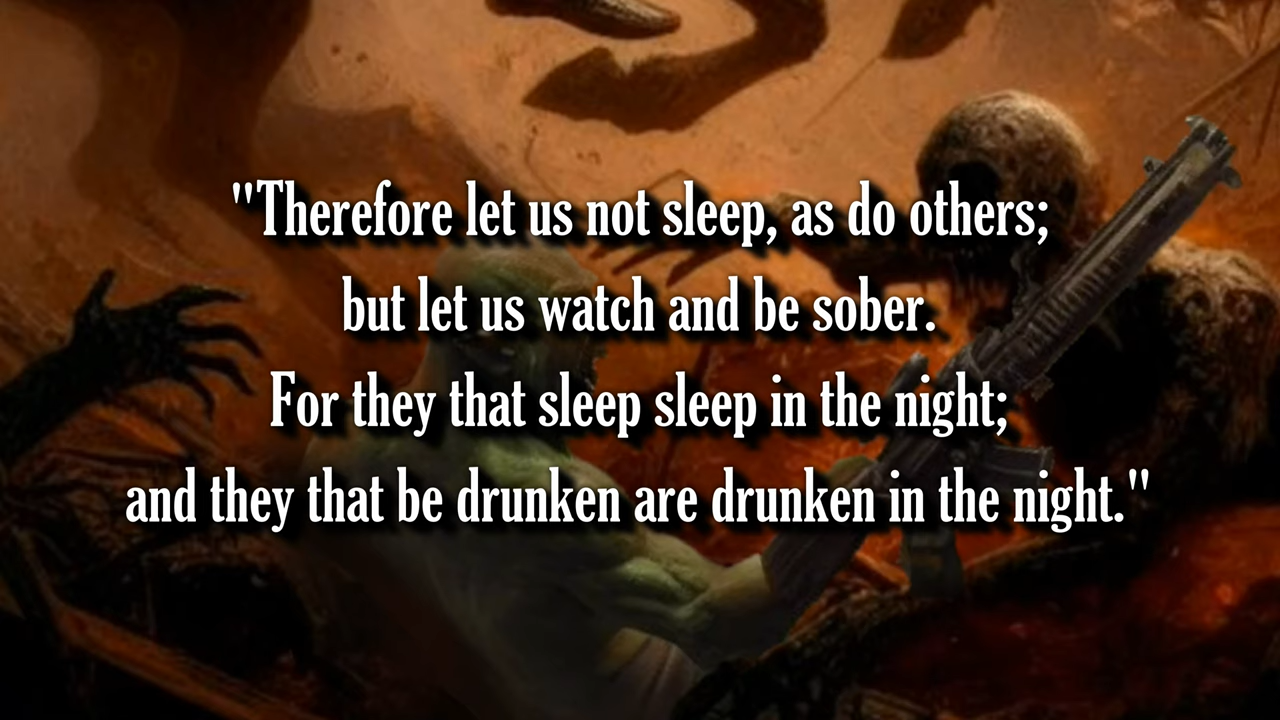 "Therefore let us not sleep, as do others;
but let us watch and be sober.
For they that sleep sleep in the night;
and they that be drunken are drunken in the night."